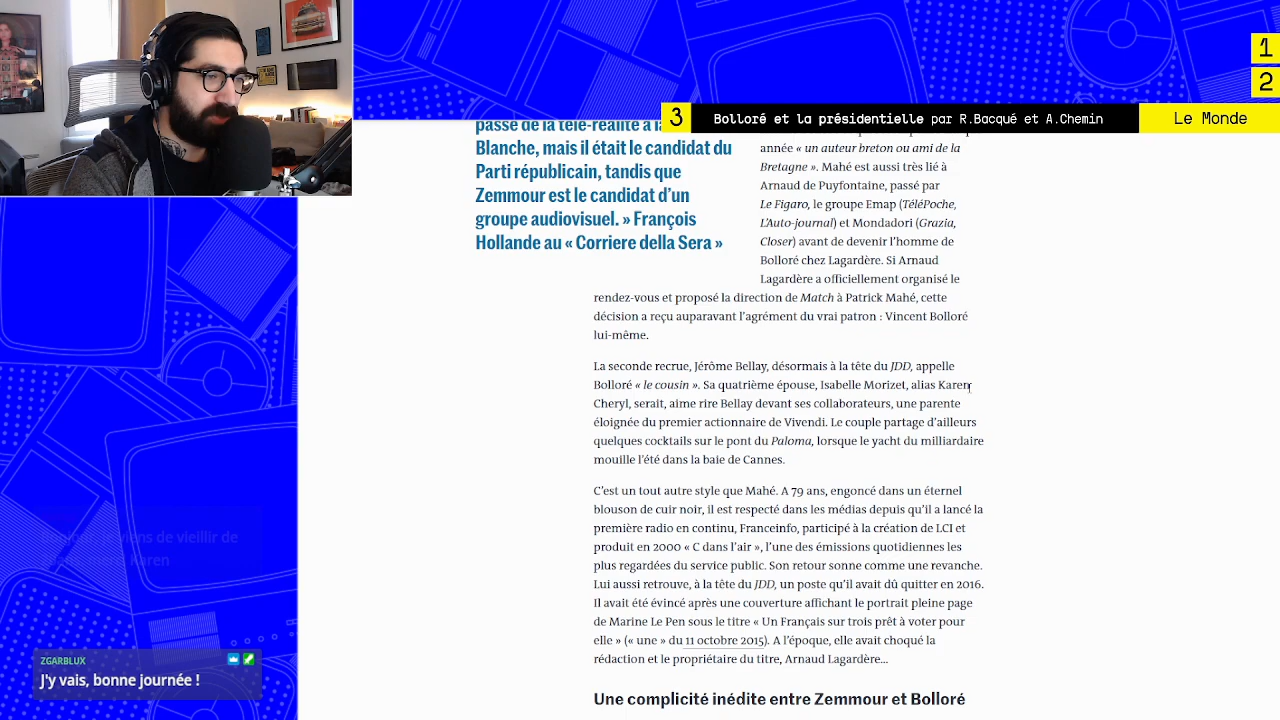 1
2
3 Bolloré et la présidentielle par R.Bacqué et A.Chemin Le Monde
passé de la télé-réalité à la
Blanche, mais il était le candidat du
Parti républicain, tandis que
Zemmour est le candidat d'un
groupe audiovisuel. » François
Hollande au « Corriere della Sera »
année « un auteur breton ou ami de la
Bretagne ». Mahé est aussi très lié à
Arnaud de Puyfontaine, passé par
Le Figaro, le groupe Emap (TéléPoche,
L'Auto-journal) et Mondadori (Grazia,
Closer) avant de devenir l'homme de
Bolloré chez Lagardère. Si Arnaud
Lagardère a officiellement organisé le
rendez-vous et proposé la direction de Match à Patrick Mahé, cette
décision a reçu auparavant l'agrément du vrai patron : Vincent Bolloré
lui-même.
La seconde recrue, Jérôme Bellay, désormais à la tête du JDD, appelle
Bolloré « le cousin ». Sa quatrième épouse, Isabelle Morizet, alias Karen
Cheryl, serait, aime rire Bellay devant ses collaborateurs, une parente
éloignée du premier actionnaire de Vivendi. Le couple partage d'ailleurs
quelques cocktails sur le pont du Paloma, lorsque le yacht du milliardaire
mouille l'été dans la baie de Cannes.
C'est un tout autre style que Mahé. A 79 ans, engoncé dans un éternel
blouson de cuir noir, il est respecté dans les médias depuis qu'il a lancé la
première radio en continu, Franceinfo, participé à la création de LCI et
produit en 2000 « C dans l'air », l'une des émissions quotidiennes les
plus regardées du service public. Son retour sonne comme une revanche.
Lui aussi retrouve, à la tête du JDD, un poste qu'il avait dû quitter en 2016.
Il avait été évincé après une couverture affichant le portrait pleine page
de Marine Le Pen sous le titre « Un Français sur trois prêt à voter pour
elle » (« une » du 11 octobre 2015). A l'époque, elle avait choqué la
rédaction et le propriétaire du titre, Arnaud Lagardère...
Une complicité inédite entre Zemmour et Bolloré
je viens de vieillir de
Karen
ZGARBLUX
J'y vais, bonne journée !